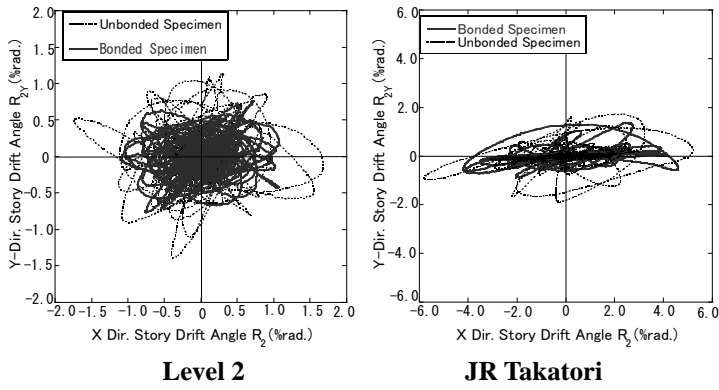 Unbonded Specimen
Bonded Specimen
2.0
1.5
1.0
0.5
0
-0.5
-1.0
-1.5
-2.0
Y-Dir. Story Drift Angle R2Y(%rad.)
-2.0 -1.5 -1.0 -0.5 0 0.5 1.0 1.5 2.0
X Dir. Story Drift Angle R2(%rad.)
Level 2
Bonded Specimen
Unbonded Specimen
6.0
4.0
2.0
0
-2.0
-4.0
-6.0
Y-Dir. Story Drift Angle R2Y(%rad.)
-6.0 -4.0 -2.0 0 2.0 4.0 6.0
X Dir. Story Drift Angle R2(%rad.)
JR Takatori